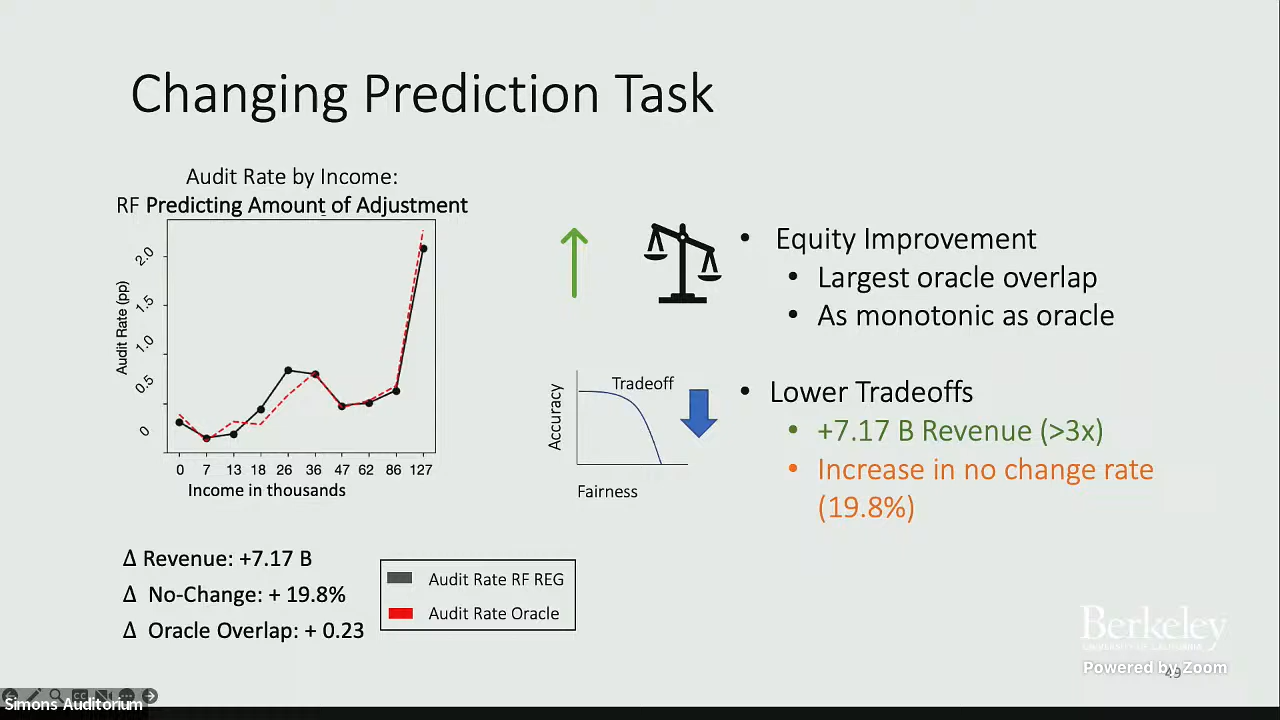 Changing Prediction Task
Audit Rate by Income:
RF Predicting Amount of Adjustment
Audit Rate (pp)
2.0
1.5
1.0
0.5
0
0 7 13 18 26 36 47 62 86 127
Income in thousands
Δ Revenue: +7.17 B
Δ No-Change: + 19.8%
Δ Oracle Overlap: + 0.23
Audit Rate RF REG
Audit Rate Oracle
• Equity Improvement
• Largest oracle overlap
• As monotonic as oracle
Tradeoff
Accuracy
Fairness
• Lower Tradeoffs
• +7.17 B Revenue (>3x)
• Increase in no change rate
(19.8%)
Berkeley
UNIVERSITY OF CALIFORNIA
Powered by Zoom
49
Simons Auditorium